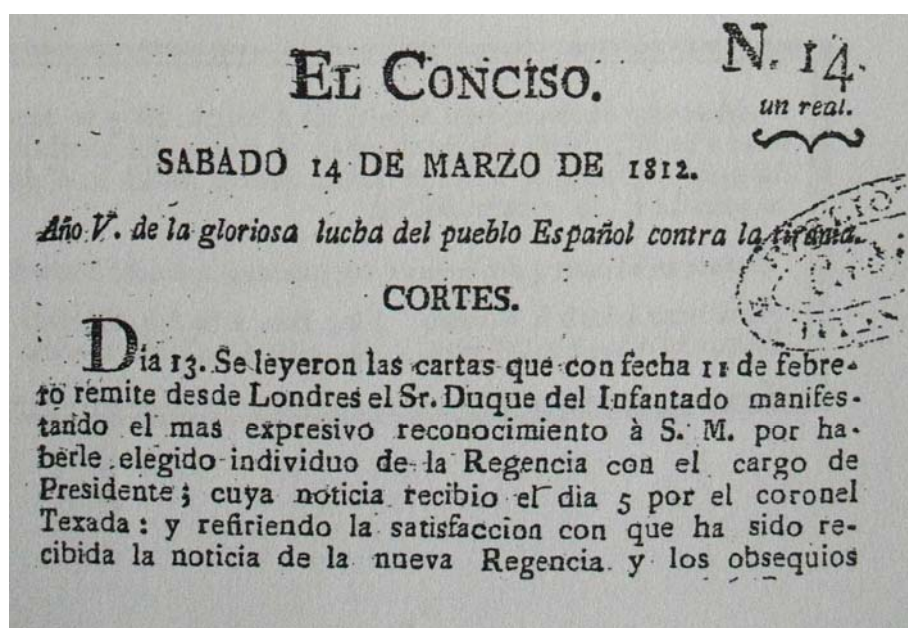 N. 14.
EL CONCISO.
un real.
SABADO 14 DE MARZO DE 1812.
Año V. de la gloriosa lucha del pueblo Español contra la tirania.
CORTES.
Dia 13. Se leyeron las cartas que con fecha 11 de febre-
ro remite desde Londres el Sr. Duque del Infantado manifes-
tando el mas expresivo reconocimiento à S. M. por ha-
berle elegido individuo de la Regencia con el cargo de
Presidente; cuya noticia recibio el dia 5 por el coronel
Texada: y refiriendo la satisfaccion con que ha sido re-
cibida la noticia de la nueva Regencia y los obsequios